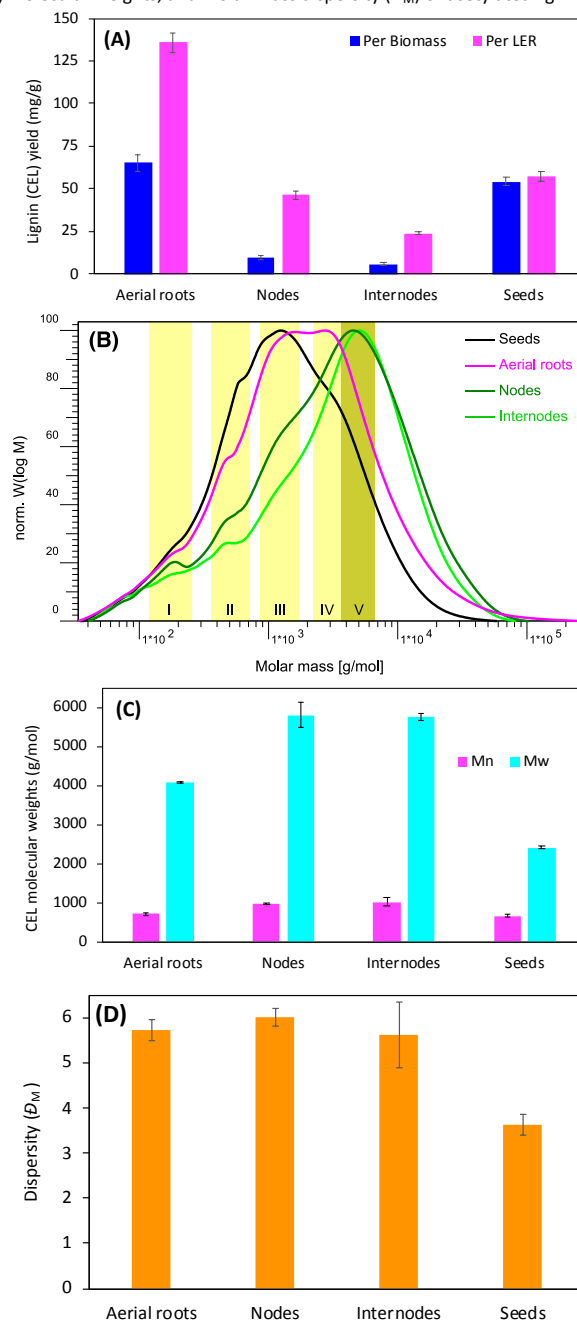 (A)
Per Biomass
Per LER
Lignin (CEL) yield (mg/g)
150
125
100
75
50
25
0
Aerial roots
Nodes
Internodes
Seeds
(B)
Seeds
Aerial roots
Nodes
Internodes
norm. W(log M)
100
80
60
40
20
0
I
II
III
IV
V
1*10 2
1*10 3
1*10 4
1*10 5
Molar mass [g/mol]
(C)
Mn
Mw
CEL molecular weights (g/mol)
6000
5000
4000
3000
2000
1000
0
Aerial roots
Nodes
Internodes
Seeds
(D)
Dispersity (ĐM)
6
5
4
3
2
1
0
Aerial roots
Nodes
Internodes
Seeds